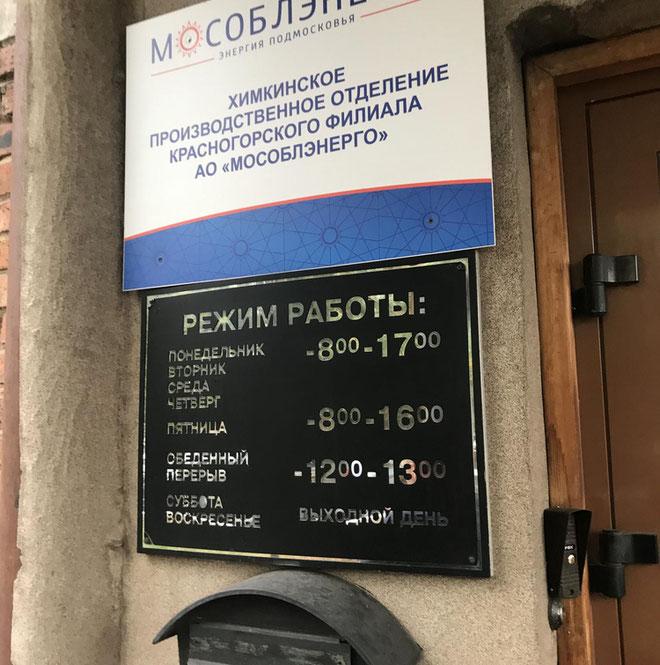 МОСОБЛЭНЕ
ЭНЕРГИЯ ПОДМОСКОВЬЯ
ХИМКИНСКОЕ
ПРОИЗВОДСТВЕННОЕ ОТДЕЛЕНИЕ
КРАСНОГОРСКОГО ФИЛИАЛА
АО «МОСОБЛЭНЕРГО»
РЕЖИМ РАБОТЫ:
ПОНЕДЕЛЬНИК -8⁰⁰-17⁰⁰
ВТОРНИК
СРЕДА
ЧЕТВЕРГ
ПЯТНИЦА -8⁰⁰-16⁰⁰
ОБЕДЕННЫЙ
ПЕРЕРЫВ -12⁰⁰-13⁰⁰
СУББОТА
ВОСКРЕСЕНЬЕ ВЫХОДНОЙ ДЕНЬ